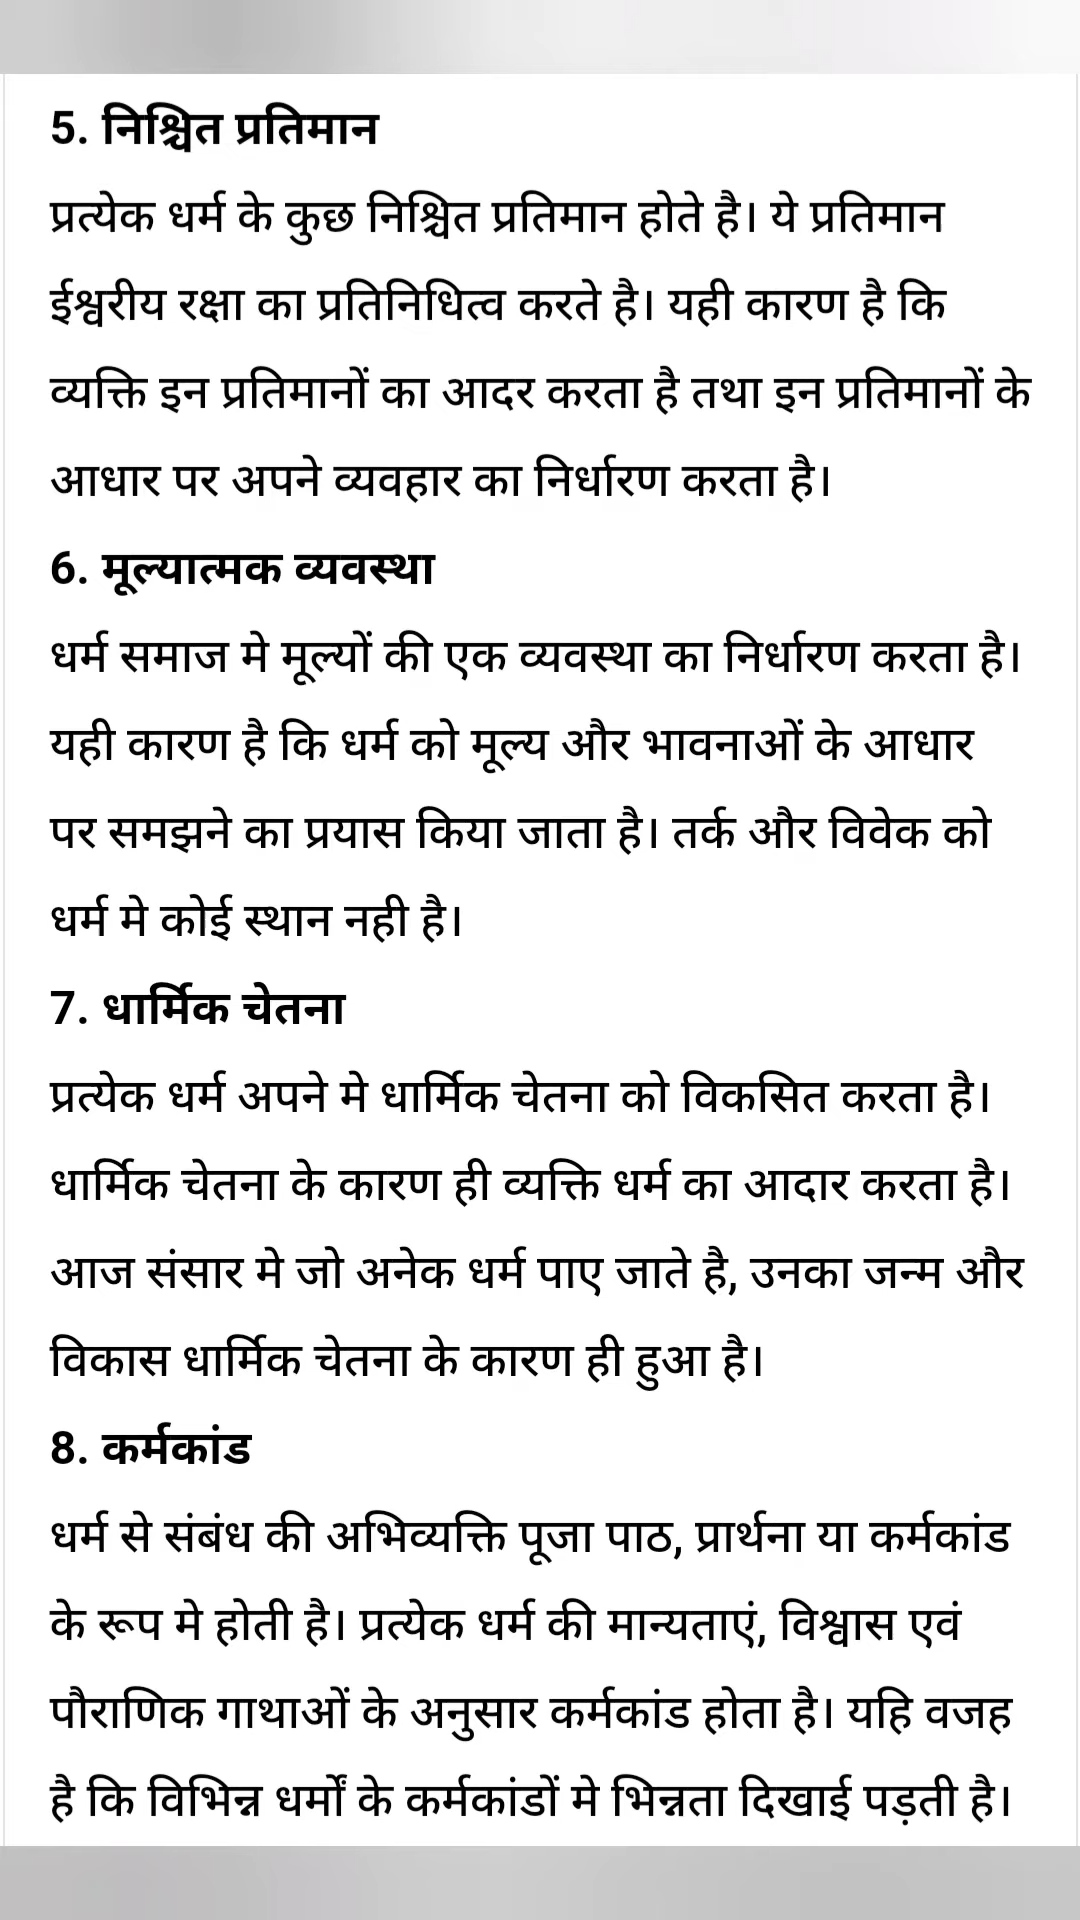 5. निश्चित प्रतिमान
प्रत्येक धर्म के कुछ निश्चित प्रतिमान होते है। ये प्रतिमान
ईश्वरीय रक्षा का प्रतिनिधित्व करते है। यही कारण है कि
व्यक्ति इन प्रतिमानों का आदर करता है तथा इन प्रतिमानों के
आधार पर अपने व्यवहार का निर्धारण करता है।
6. मूल्यात्मक व्यवस्था
धर्म समाज मे मूल्यों की एक व्यवस्था का निर्धारण करता है।
यही कारण है कि धर्म को मूल्य और भावनाओं के आधार
पर समझने का प्रयास किया जाता है। तर्क और विवेक को
धर्म मे कोई स्थान नही है।
7. धार्मिक चेतना
प्रत्येक धर्म अपने मे धार्मिक चेतना को विकसित करता है।
धार्मिक चेतना के कारण ही व्यक्ति धर्म का आदार करता है।
आज संसार मे जो अनेक धर्म पाए जाते है, उनका जन्म और
विकास धार्मिक चेतना के कारण ही हुआ है।
8. कर्मकांड
धर्म से संबंध की अभिव्यक्ति पूजा पाठ, प्रार्थना या कर्मकांड
के रूप मे होती है। प्रत्येक धर्म की मान्यताएं, विश्वास एवं
पौराणिक गाथाओं के अनुसार कर्मकांड होता है। यहि वजह
है कि विभिन्न धर्मों के कर्मकांडों मे भिन्नता दिखाई पड़ती है।